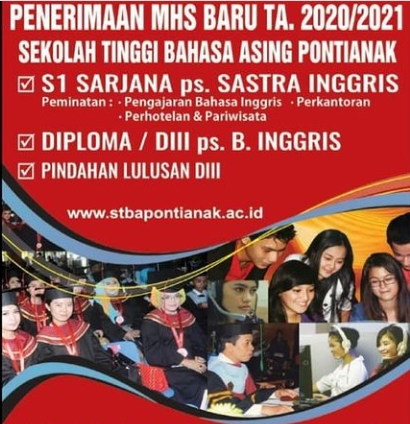 PENERIMAAN MHS BARU TA. 2020/2021
SEKOLAH TINGGI BAHASA ASING PONTIANAK
S1 SARJANA ps. SASTRA INGGRIS
Peminatan : · Pengajaran Bahasa Inggris · Perkantoran
· Perhotelan & Pariwisata
DIPLOMA / DIII ps. B. INGGRIS
PINDAHAN LULUSAN DIII
www.stbapontianak.ac.id